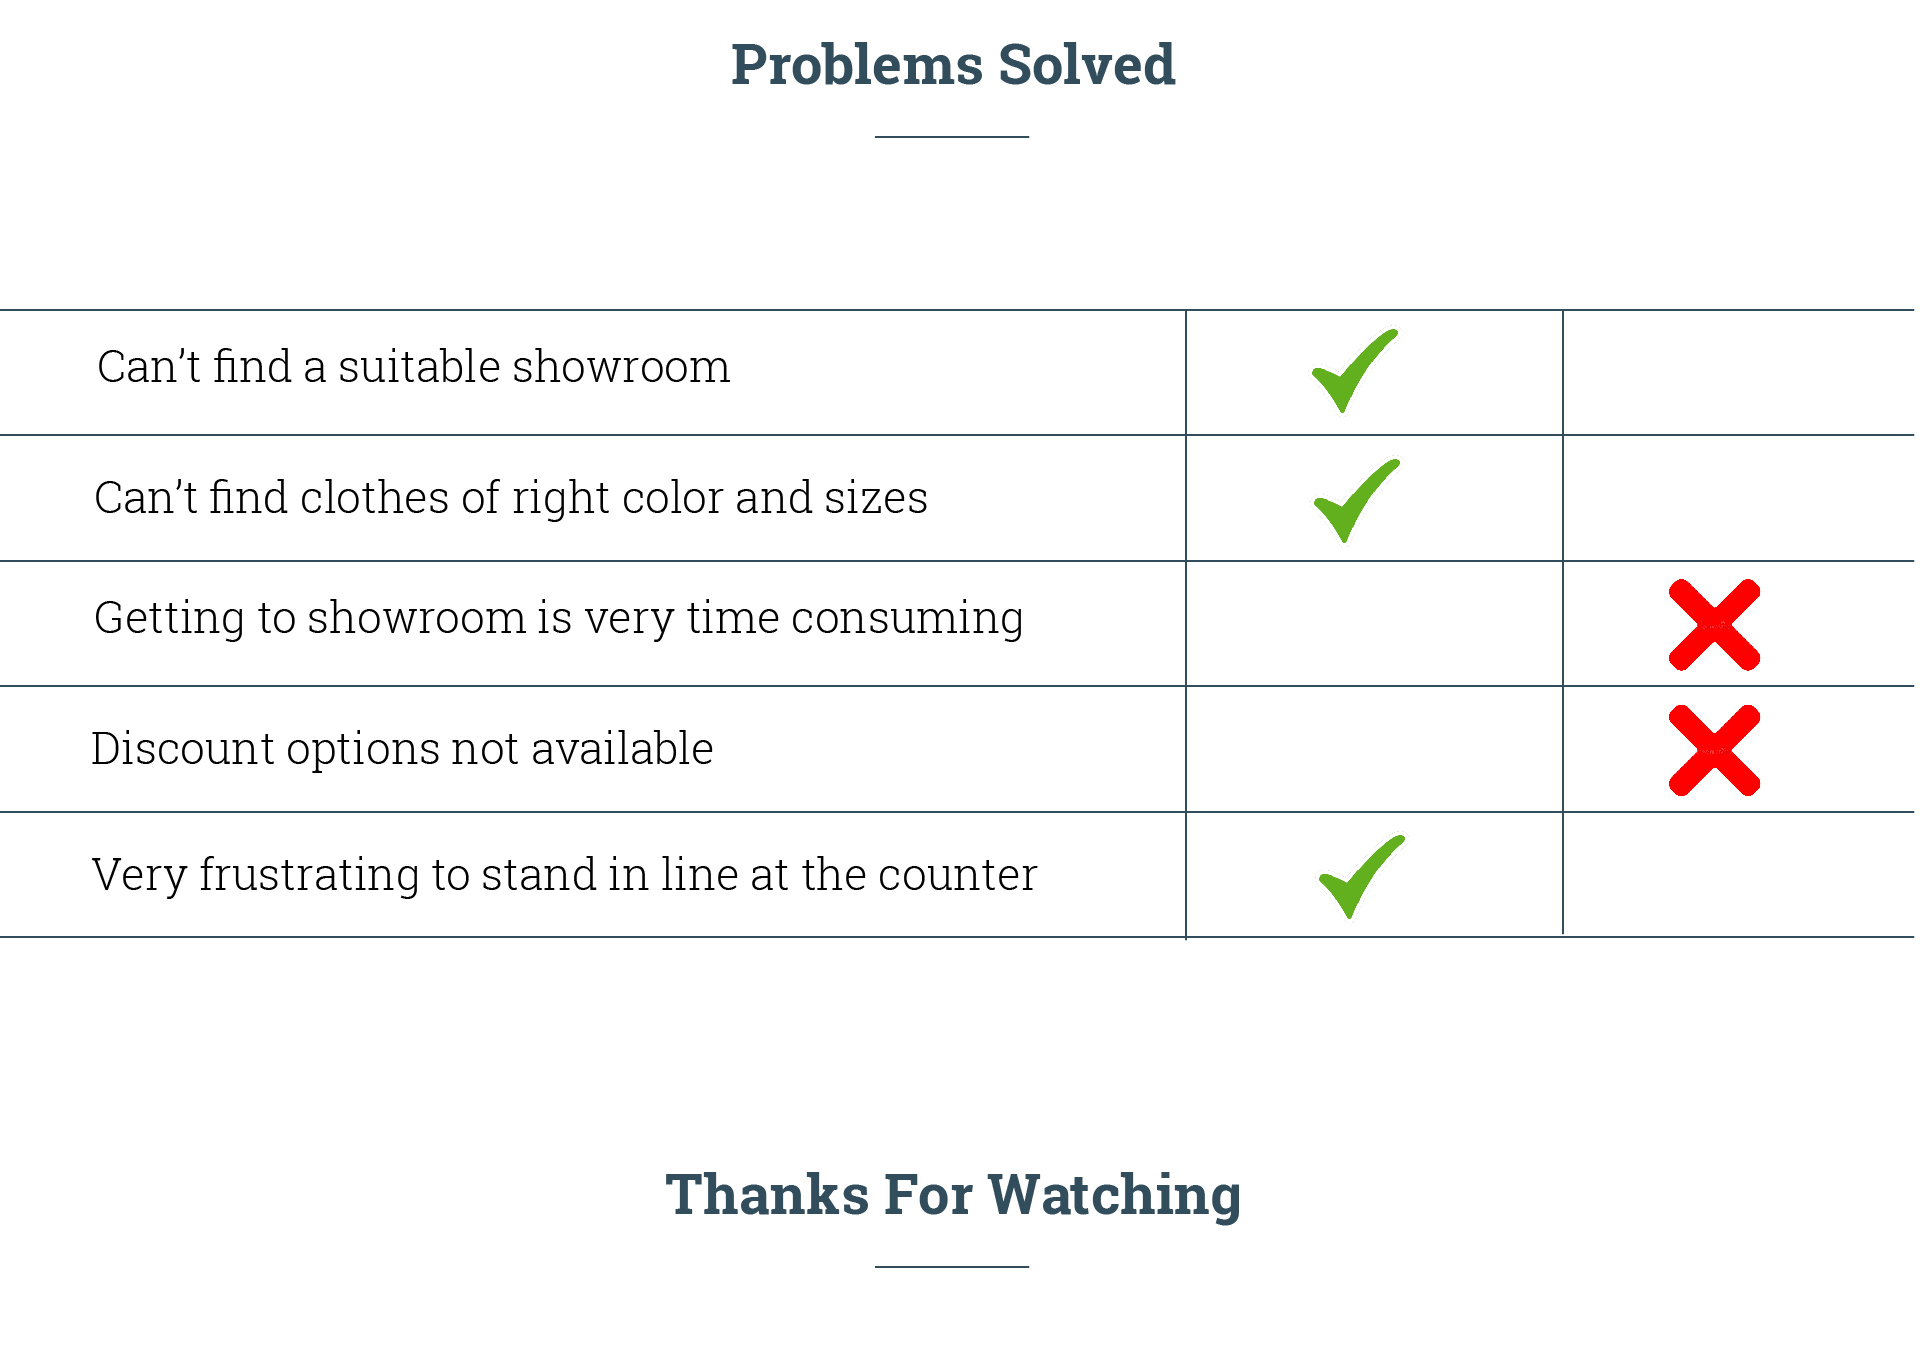 Problems Solved
Can’t find a suitable showroom
Can’t find clothes of right color and sizes
Getting to showroom is very time consuming
Discount options not available
Very frustrating to stand in line at the counter
Thanks For Watching